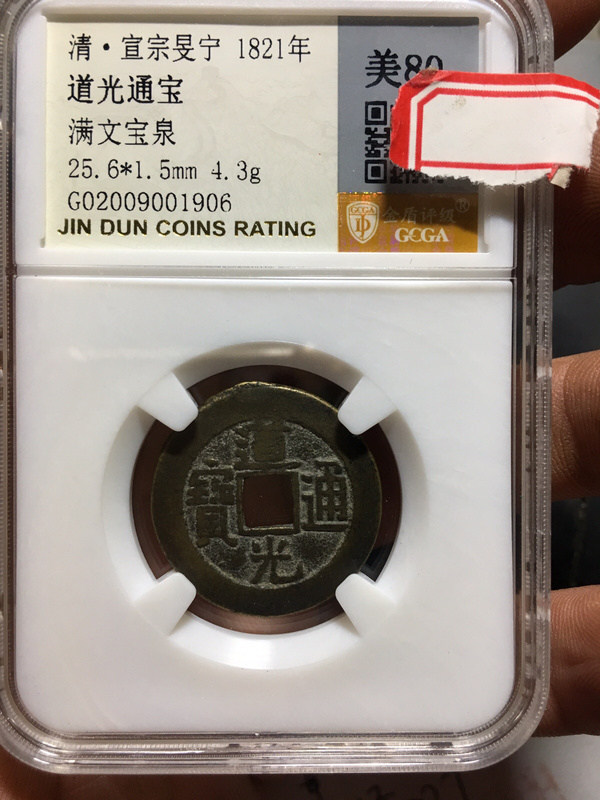 清·宣宗旻宁 1821年
道光通宝
满文宝泉
25.6*1.5mm 4.3g
G02009001906
JIN DUN COINS RATING
美80
GCGA
金盾评级®
GCGA
道
寶 通
光